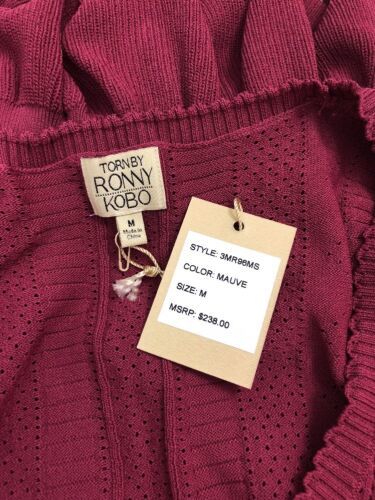 TORN BY
RONNY
KOBO
M
Made in
China
STYLE: 3MR96MS
COLOR: MAUVE
SIZE: M
MSRP: $238.00